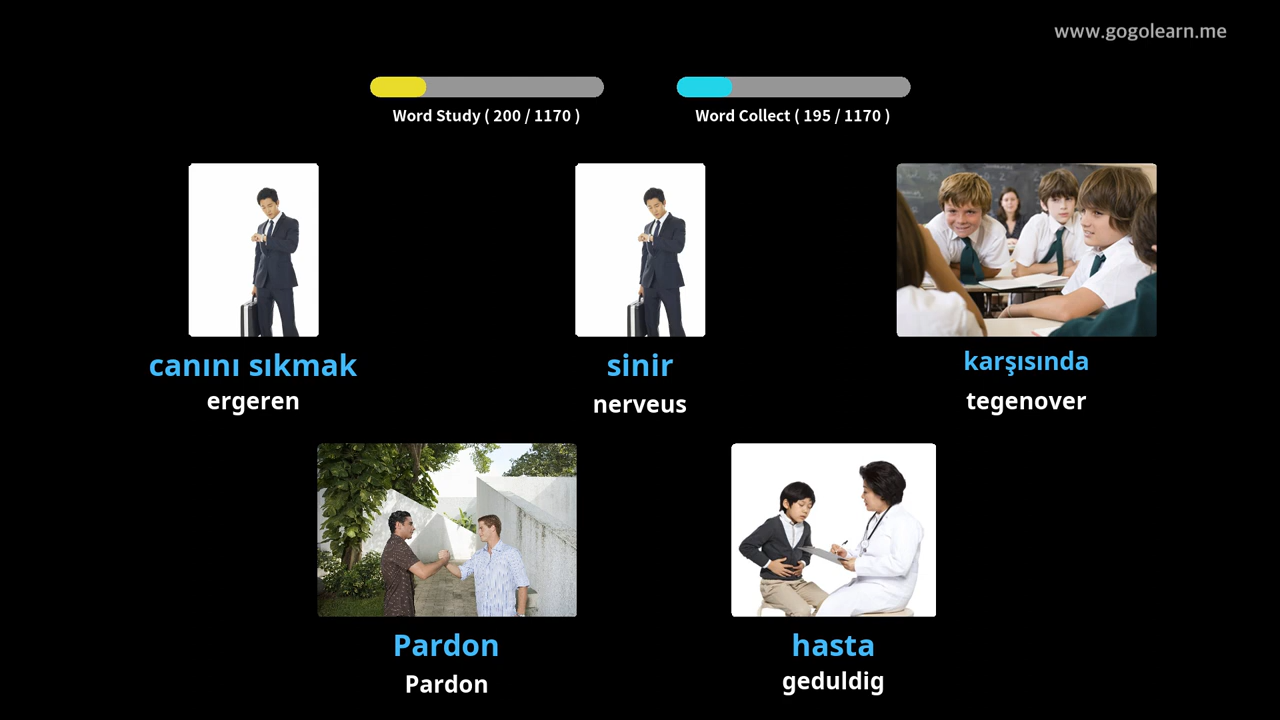 www.gogolearn.me
Word Study ( 200 / 1170 )
Word Collect ( 195 / 1170 )
canını sıkmak
ergeren
sinir
nerveus
karşısında
tegenover
Pardon
Pardon
hasta
geduldig